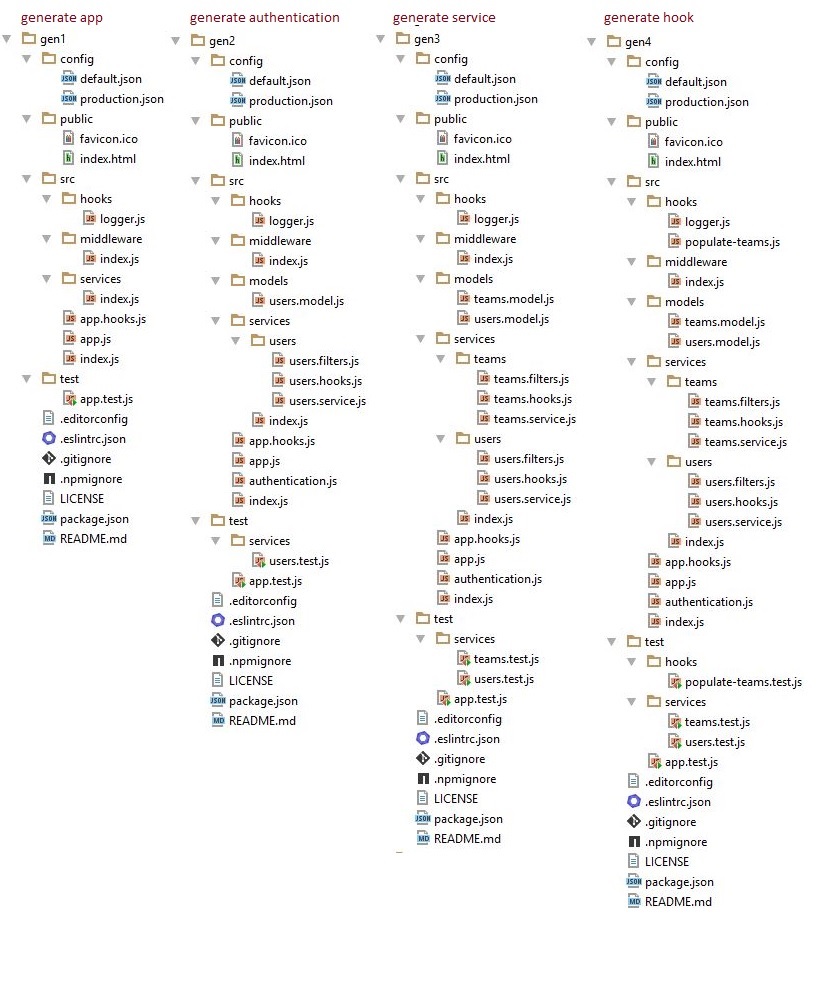 generate app
gen1
config
default.json
production.json
public
favicon.ico
index.html
src
hooks
logger.js
middleware
index.js
services
index.js
app.hooks.js
app.js
index.js
test
app.test.js
.editorconfig
.eslintrc.json
.gitignore
.npmignore
LICENSE
package.json
README.md
generate authentication
gen2
config
default.json
production.json
public
favicon.ico
index.html
src
hooks
logger.js
middleware
index.js
models
users.model.js
services
users
users.filters.js
users.hooks.js
users.service.js
index.js
app.hooks.js
app.js
authentication.js
index.js
test
services
users.test.js
app.test.js
.editorconfig
.eslintrc.json
.gitignore
.npmignore
LICENSE
package.json
README.md
generate service
gen3
config
default.json
production.json
public
favicon.ico
index.html
src
hooks
logger.js
middleware
index.js
models
teams.model.js
users.model.js
services
teams
teams.filters.js
teams.hooks.js
teams.service.js
users
users.filters.js
users.hooks.js
users.service.js
index.js
app.hooks.js
app.js
authentication.js
index.js
test
services
teams.test.js
users.test.js
app.test.js
.editorconfig
.eslintrc.json
.gitignore
.npmignore
LICENSE
package.json
README.md
generate hook
gen4
config
default.json
production.json
public
favicon.ico
index.html
src
hooks
logger.js
populate-teams.js
middleware
index.js
models
teams.model.js
users.model.js
services
teams
teams.filters.js
teams.hooks.js
teams.service.js
users
users.filters.js
users.hooks.js
users.service.js
index.js
app.hooks.js
app.js
authentication.js
index.js
test
hooks
populate-teams.test.js
services
teams.test.js
users.test.js
app.test.js
.editorconfig
.eslintrc.json
.gitignore
.npmignore
LICENSE
package.json
README.md